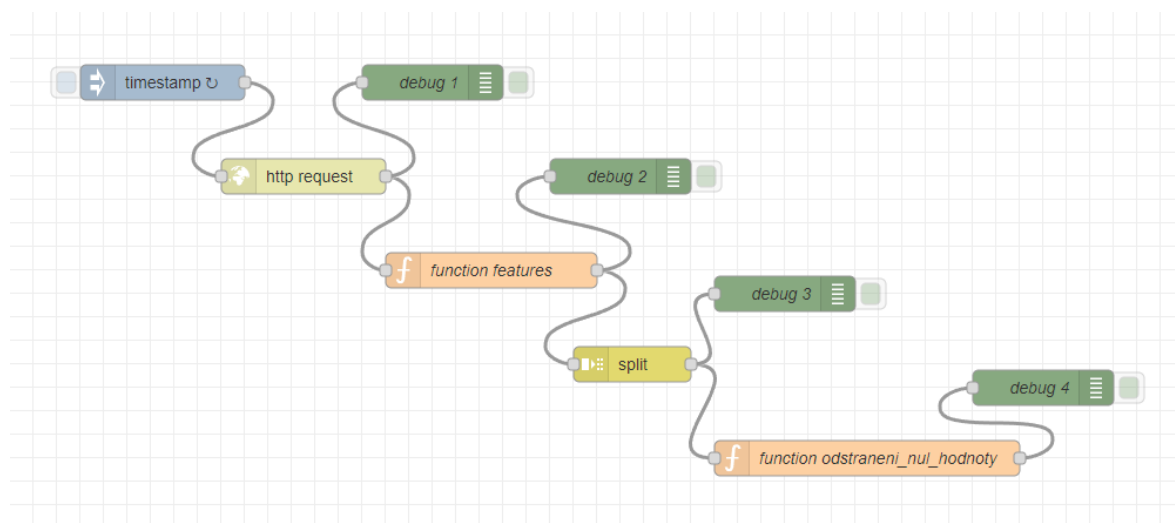 timestamp ↻
debug 1
http request
debug 2
function features
debug 3
split
debug 4
function odstraneni_nul_hodnoty